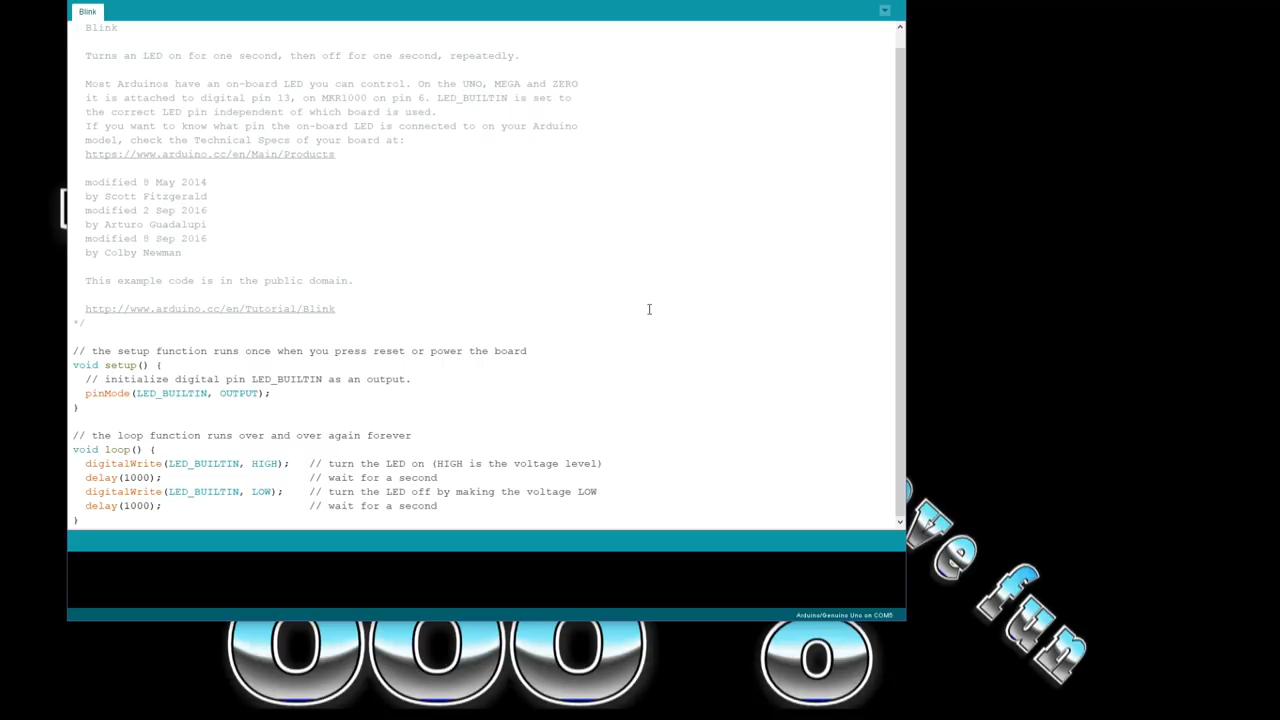 Blink
Blink
Turns an LED on for one second, then off for one second, repeatedly.
Most Arduinos have an on-board LED you can control. On the UNO, MEGA and ZERO
it is attached to digital pin 13, on MKR1000 on pin 6. LED_BUILTIN is set to
the correct LED pin independent of which board is used.
If you want to know what pin the on-board LED is connected to on your Arduino
model, check the Technical Specs of your board at:
https://www.arduino.cc/en/Main/Products
modified 8 May 2014
by Scott Fitzgerald
modified 2 Sep 2016
by Arturo Guadalupi
modified 8 Sep 2016
by Colby Newman
This example code is in the public domain.
http://www.arduino.cc/en/Tutorial/Blink
*/
// the setup function runs once when you press reset or power the board
void setup() {
// initialize digital pin LED_BUILTIN as an output.
pinMode(LED_BUILTIN, OUTPUT);
}
// the loop function runs over and over again forever
void loop() {
digitalWrite(LED_BUILTIN, HIGH); // turn the LED on (HIGH is the voltage level)
delay(1000); // wait for a second
digitalWrite(LED_BUILTIN, LOW); // turn the LED off by making the voltage LOW
delay(1000); // wait for a second
}
Arduino/Genuino Uno on COM5
fun